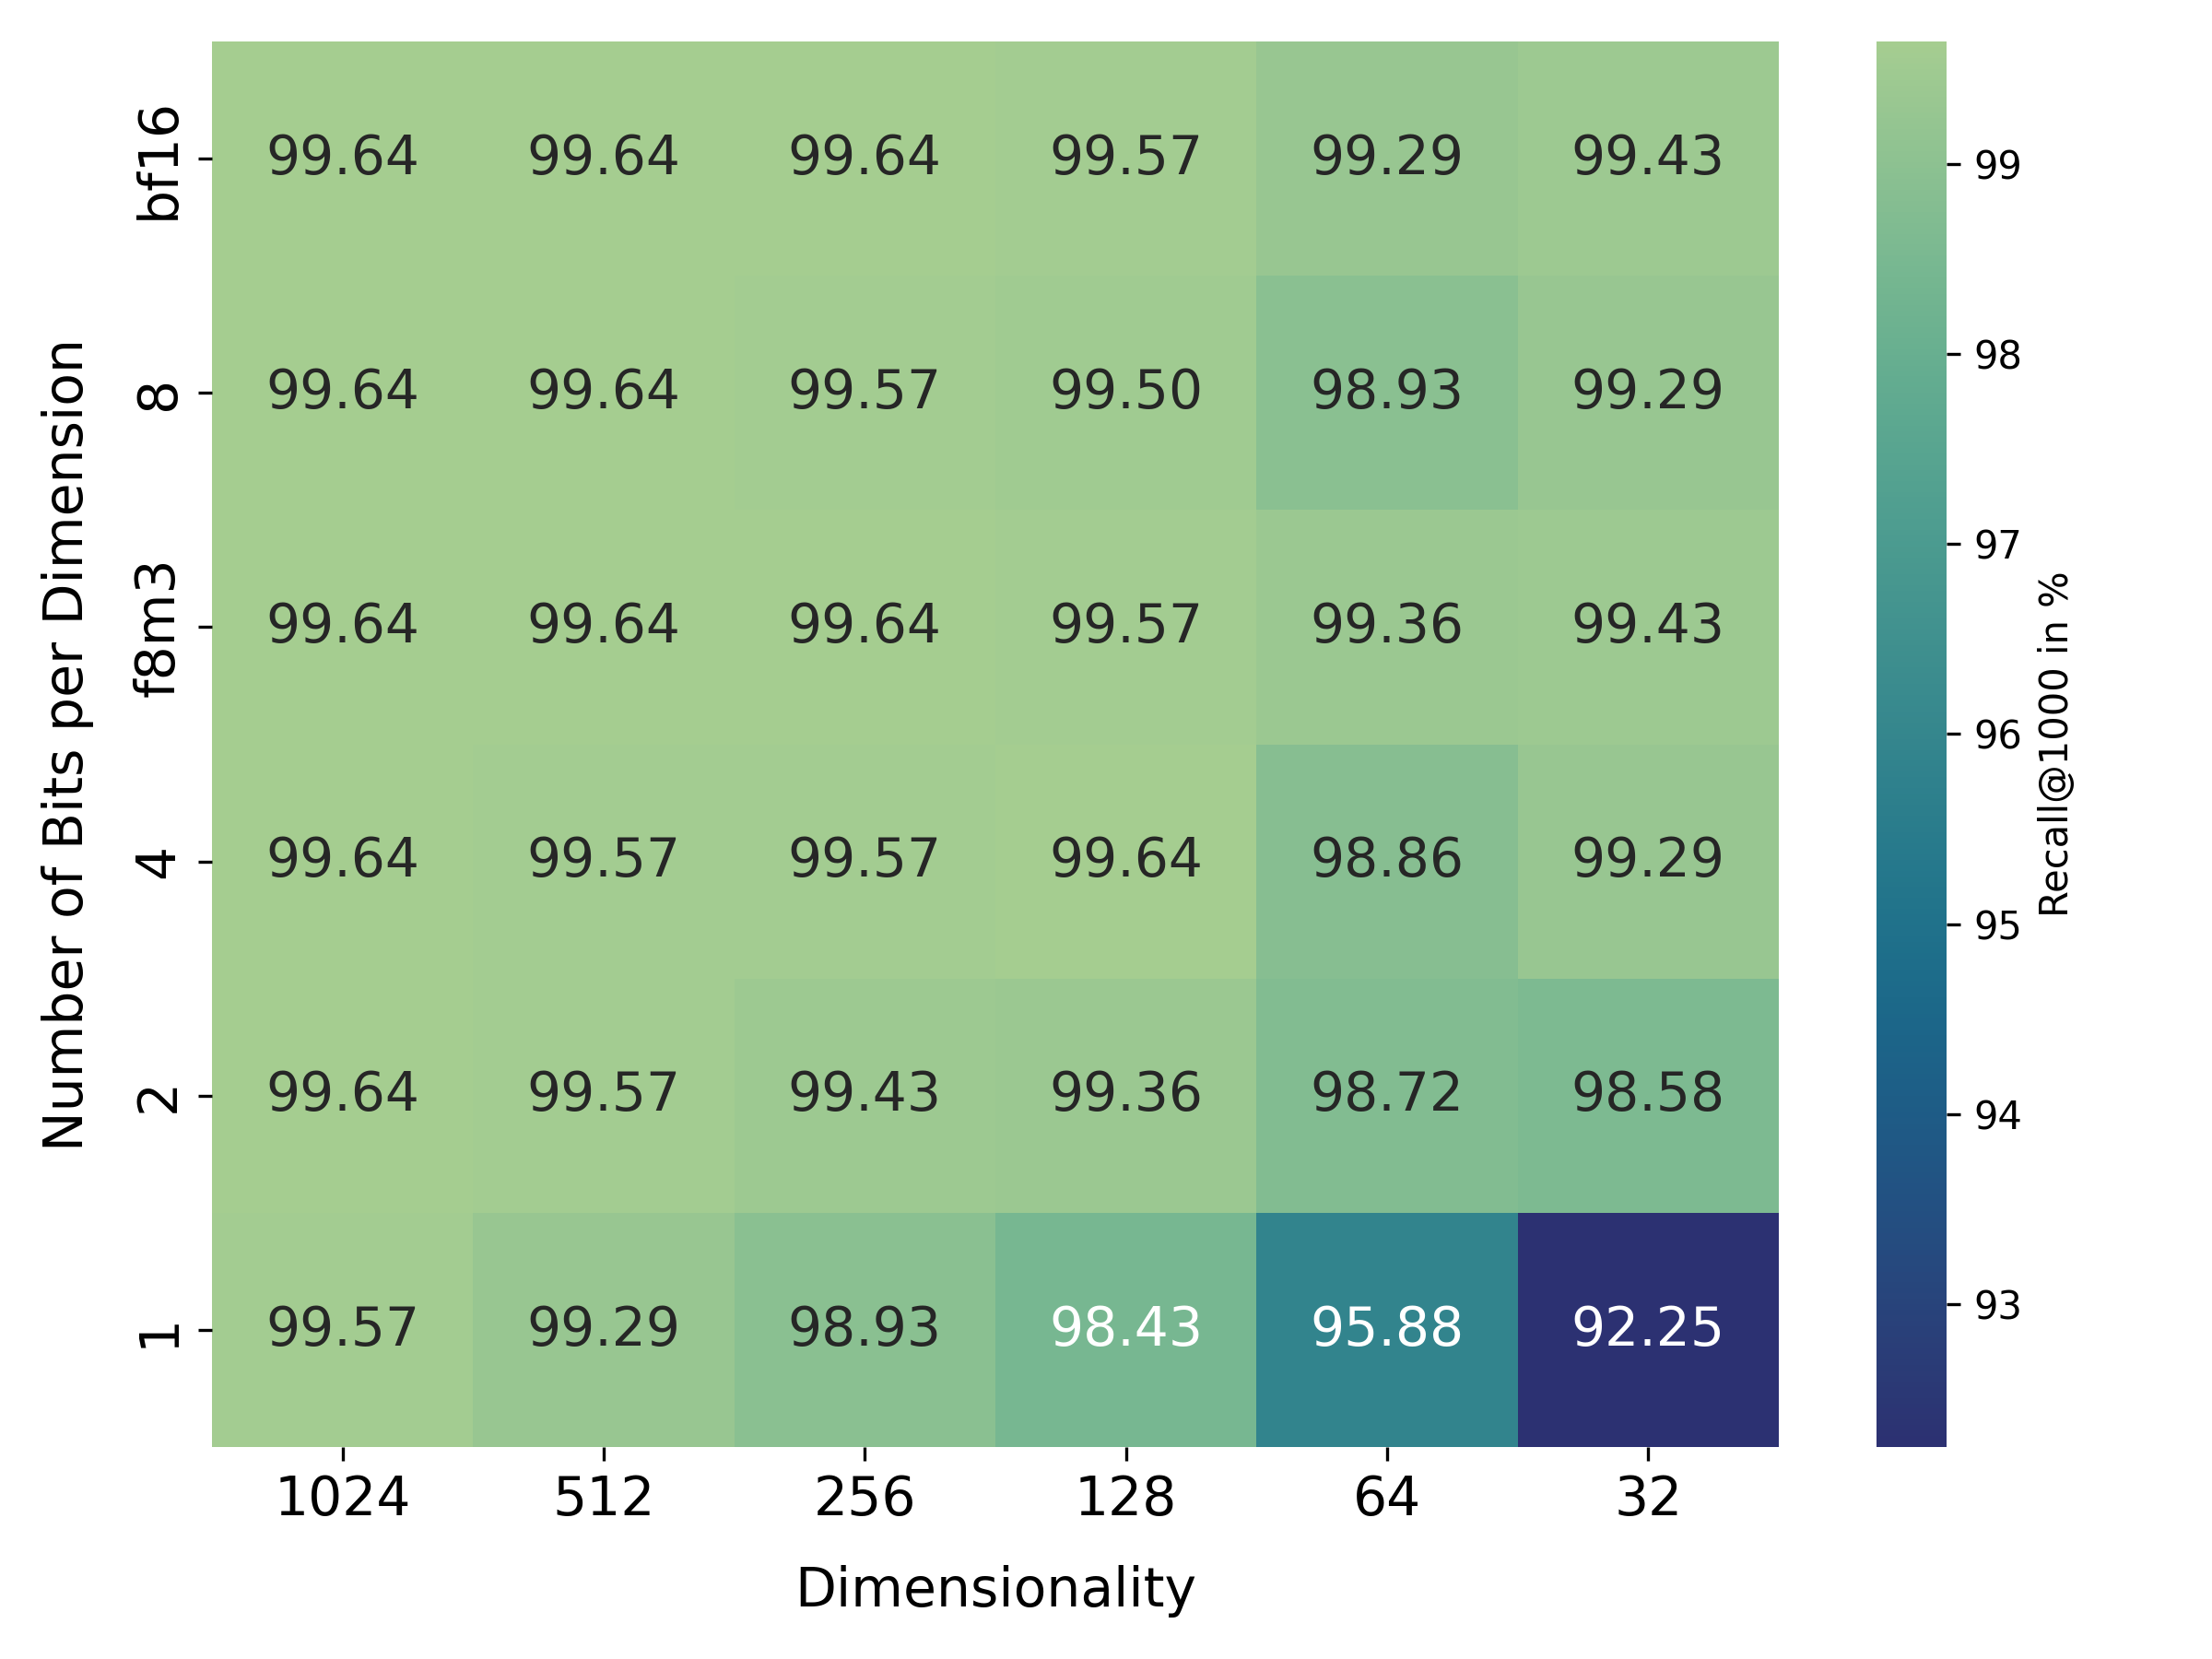 Number of Bits per Dimension
bf16 99.64 99.64 99.64 99.57 99.29 99.43
8 99.64 99.64 99.57 99.50 98.93 99.29
f8m3 99.64 99.64 99.64 99.57 99.36 99.43
4 99.64 99.57 99.57 99.64 98.86 99.29
2 99.64 99.57 99.43 99.36 98.72 98.58
1 99.57 99.29 98.93 98.43 95.88 92.25
1024 512 256 128 64 32
Dimensionality
99
98
97
96
95
94
93
Recall@1000 in %